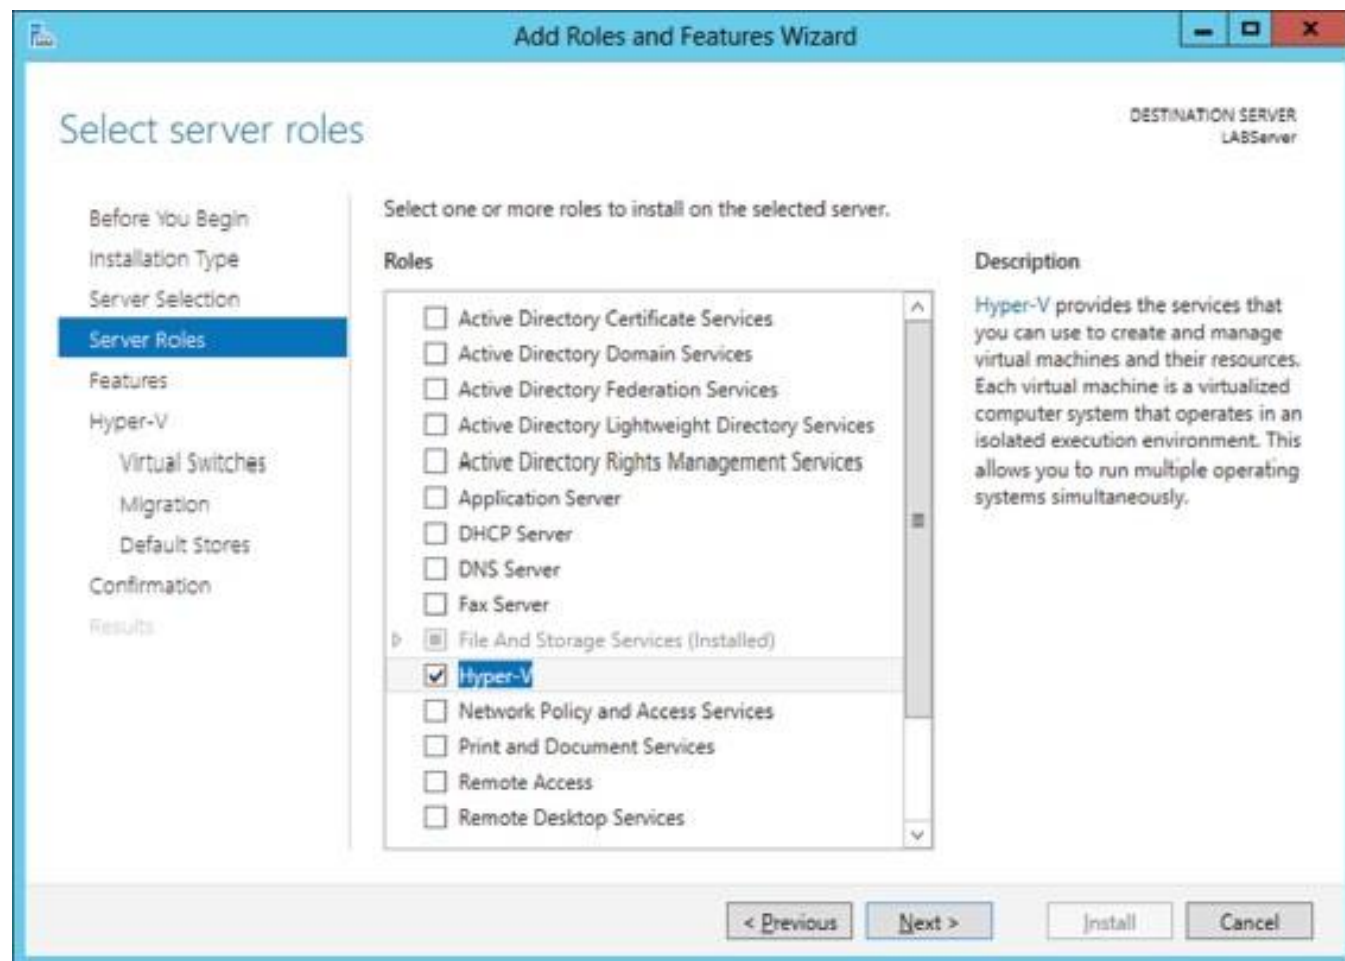 Add Roles and Features Wizard
Select server roles
DESTINATION SERVER
LABServer
Before You Begin
Installation Type
Server Selection
Server Roles
Features
Hyper-V
Virtual Switches
Migration
Default Stores
Confirmation
Results
Select one or more roles to install on the selected server.
Roles
Active Directory Certificate Services
Active Directory Domain Services
Active Directory Federation Services
Active Directory Lightweight Directory Services
Active Directory Rights Management Services
Application Server
DHCP Server
DNS Server
Fax Server
File And Storage Services (Installed)
Hyper-V
Network Policy and Access Services
Print and Document Services
Remote Access
Remote Desktop Services
Description
Hyper-V provides the services that
you can use to create and manage
virtual machines and their resources.
Each virtual machine is a virtualized
computer system that operates in an
isolated execution environment. This
allows you to run multiple operating
systems simultaneously.
< Previous
Next >
Install
Cancel